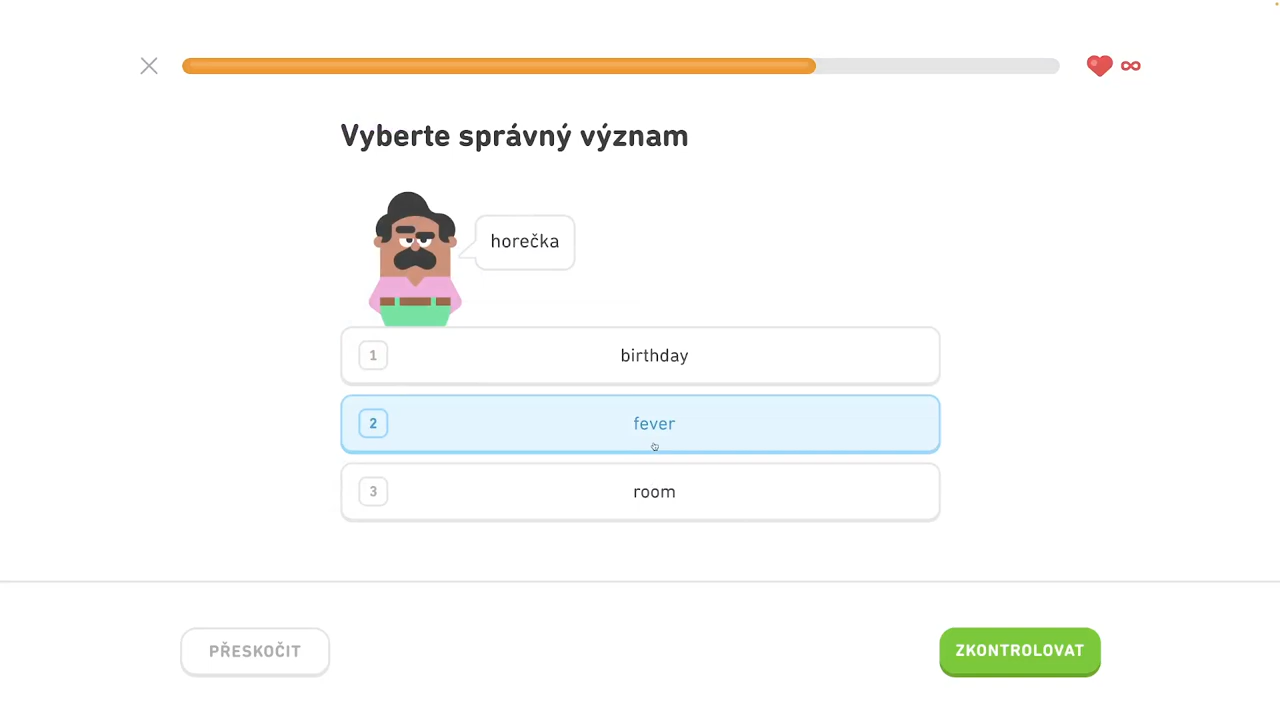 Vyberte správný význam
horečka
1 birthday
2 fever
3 room
PŘESKOČIT
ZKONTROLOVAT